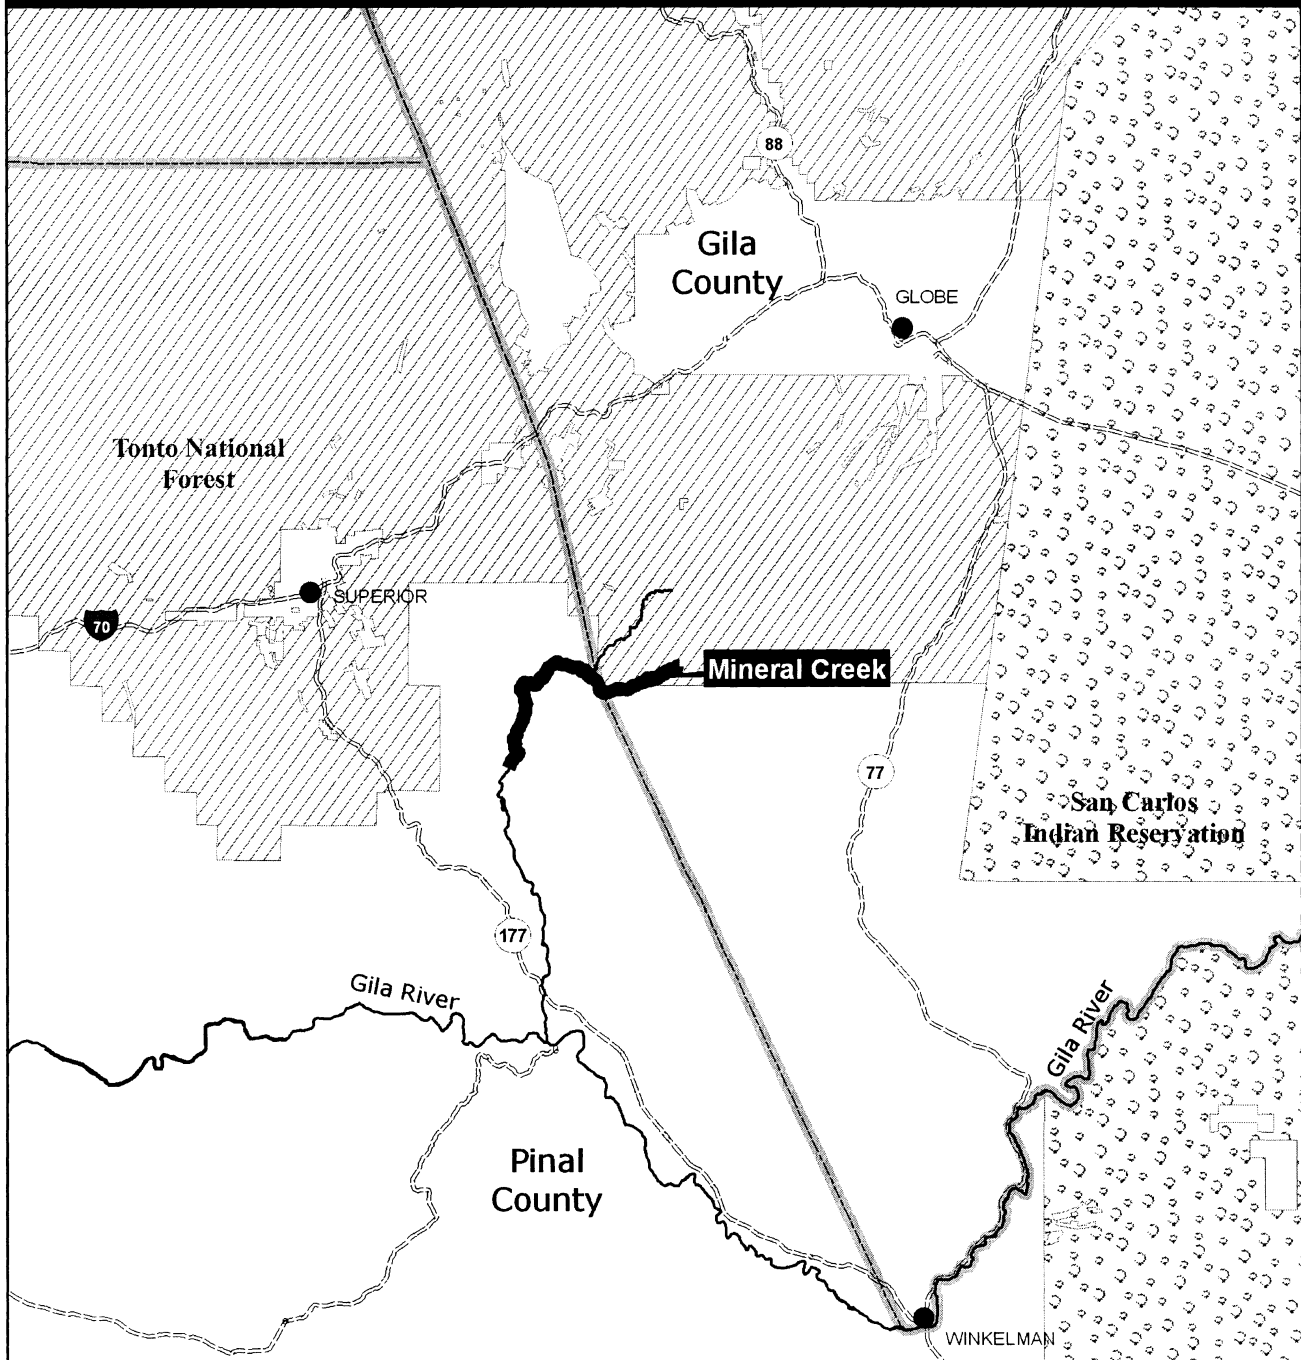 88
Gila
County
GLOBE
Tonto National
Forest
SUPERIOR
70
Mineral Creek
77
San Carlos
Indian Reservation
177
Gila River
Gila River
Pinal
County
WINKELMAN